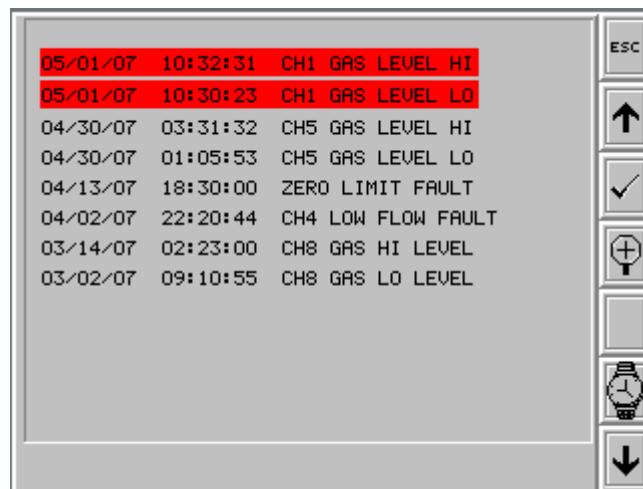 05/01/07 10:32:31 CH1 GAS LEVEL HI
05/01/07 10:30:23 CH1 GAS LEVEL LO
04/30/07 03:31:32 CH5 GAS LEVEL HI
04/30/07 01:05:53 CH5 GAS LEVEL LO
04/13/07 18:30:00 ZERO LIMIT FAULT
04/02/07 22:20:44 CH4 LOW FLOW FAULT
03/14/07 02:23:00 CH8 GAS HI LEVEL
03/02/07 09:10:55 CH8 GAS LO LEVEL
ESC